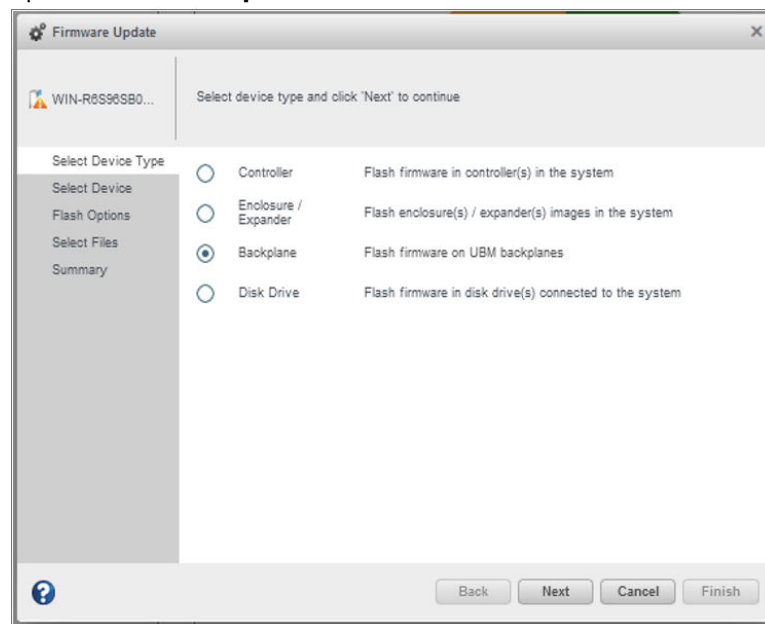 Firmware Update
WIN-R6S96SB0...
Select device type and click 'Next' to continue
Select Device Type
Select Device
Flash Options
Select Files
Summary
Controller Flash firmware in controller(s) in the system
Enclosure /
Expander Flash enclosure(s) / expander(s) images in the system
Backplane Flash firmware on UBM backplanes
Disk Drive Flash firmware in disk drive(s) connected to the system
Back Next Cancel Finish